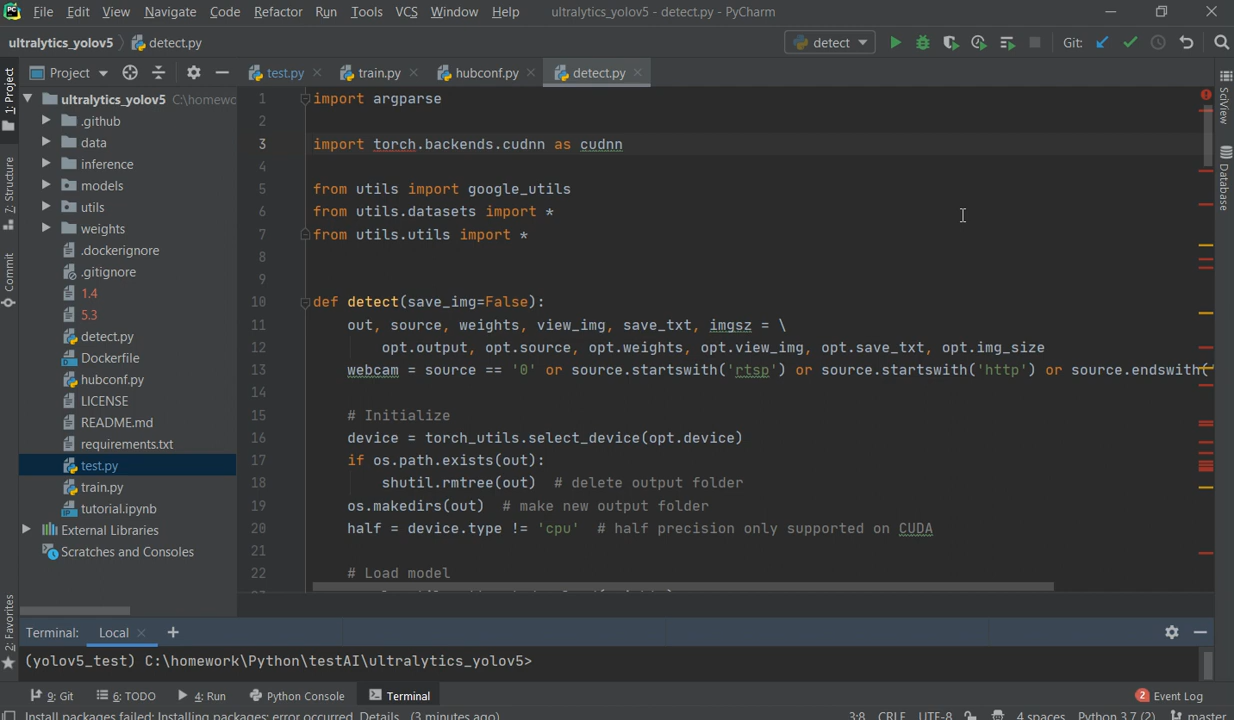 PC File Edit View Navigate Code Refactor Run Tools VCS Window Help ultralytics_yolov5 - detect.py - PyCharm
ultralytics_yolov5 detect.py detect Git:
1: Project
Project
test.py train.py hubconf.py detect.py
ultralytics_yolov5 C:\homewo
.github
data
inference
models
utils
weights
.dockerignore
.gitignore
1.4
5.3
detect.py
Dockerfile
hubconf.py
LICENSE
README.md
requirements.txt
test.py
train.py
tutorial.ipynb
External Libraries
Scratches and Consoles
7: Structure
Commit
2: Favorites
1 import argparse
2
3 import torch.backends.cudnn as cudnn
4
5 from utils import google_utils
6 from utils.datasets import *
7 from utils.utils import *
8
9
10 def detect(save_img=False):
11 out, source, weights, view_img, save_txt, imgsz = \
12 opt.output, opt.source, opt.weights, opt.view_img, opt.save_txt, opt.img_size
13 webcam = source == '0' or source.startswith('rtsp') or source.startswith('http') or source.endswith(
14
15 # Initialize
16 device = torch_utils.select_device(opt.device)
17 if os.path.exists(out):
18 shutil.rmtree(out) # delete output folder
19 os.makedirs(out) # make new output folder
20 half = device.type != 'cpu' # half precision only supported on CUDA
21
22 # Load model
SciView
Database
Terminal: Local +
(yolov5_test) C:\homework\Python\testAI\ultralytics_yolov5>
9: Git 6: TODO 4: Run Python Console Terminal 2 Event Log
Install packages failed: Installing packages: error occurred. Details... (3 minutes ago) 3:8 CRLF UTF-8 4 spaces Python 3.7 (2) master